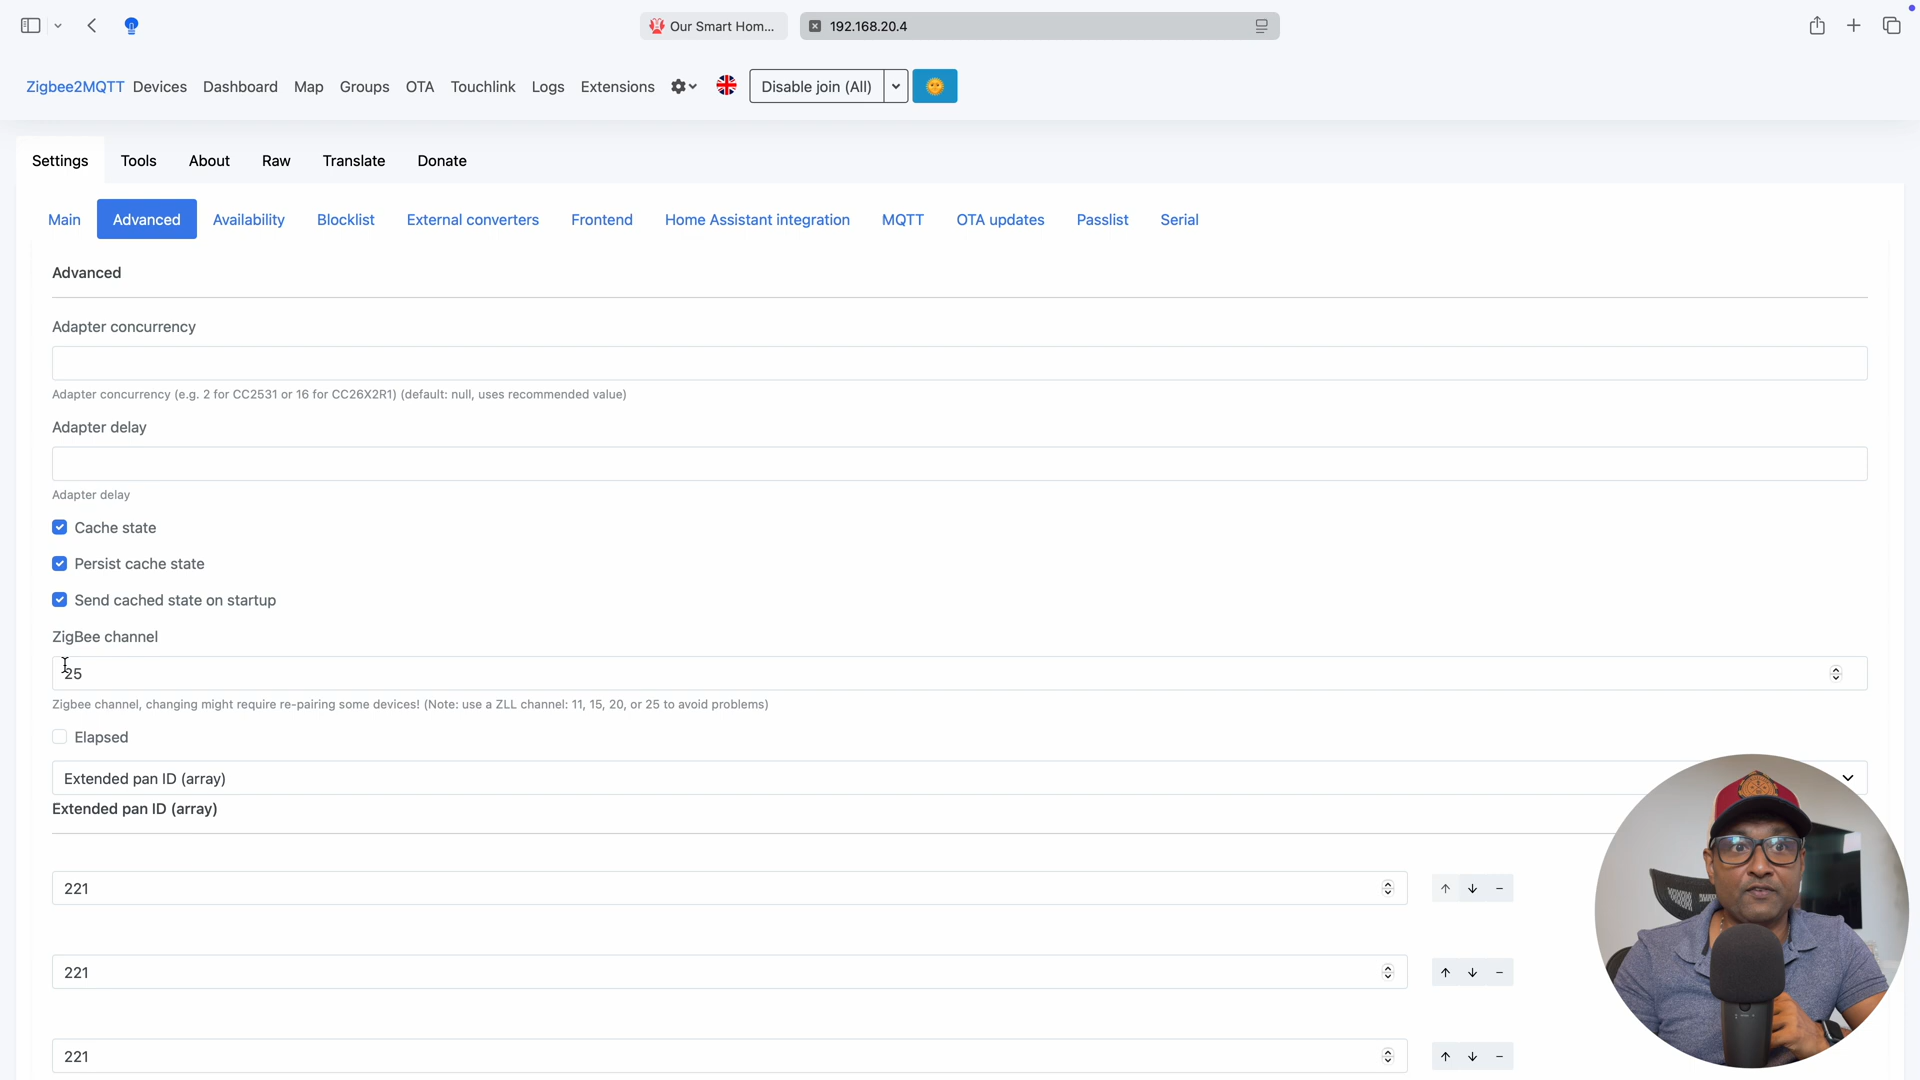 Our Smart Hom...
192.168.20.4
Zigbee2MQTT Devices Dashboard Map Groups OTA Touchlink Logs Extensions Disable join (All)
Settings Tools About Raw Translate Donate
Main Advanced Availability Blocklist External converters Frontend Home Assistant integration MQTT OTA updates Passlist Serial
Advanced
Adapter concurrency
Adapter concurrency (e.g. 2 for CC2531 or 16 for CC26X2R1) (default: null, uses recommended value)
Adapter delay
Adapter delay
Cache state
Persist cache state
Send cached state on startup
ZigBee channel
25
Zigbee channel, changing might require re-pairing some devices! (Note: use a ZLL channel: 11, 15, 20, or 25 to avoid problems)
Elapsed
Extended pan ID (array)
Extended pan ID (array)
221
221
221